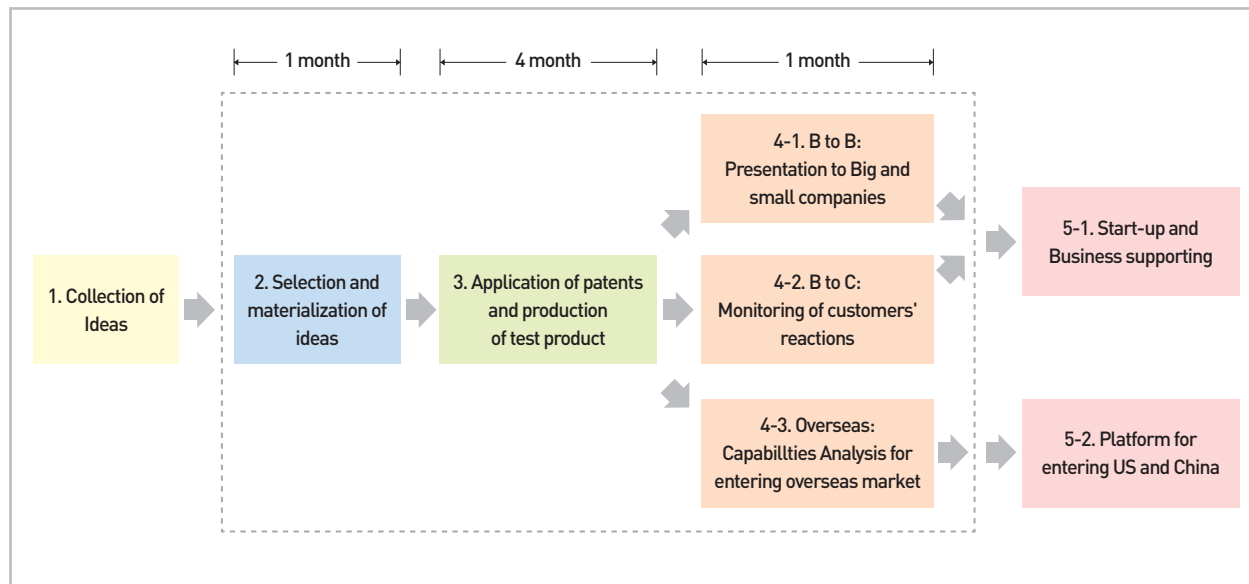 1 month
4 month
1 month
1. Collection of
Ideas
2. Selection and
materialization of
ideas
3. Application of patents
and production
of test product
4-1. B to B:
Presentation to Big and
small companies
4-2. B to C:
Monitoring of customers'
reactions
4-3. Overseas:
Capabillties Analysis for
entering overseas market
5-1. Start-up and
Business supporting
5-2. Platform for
entering US and China